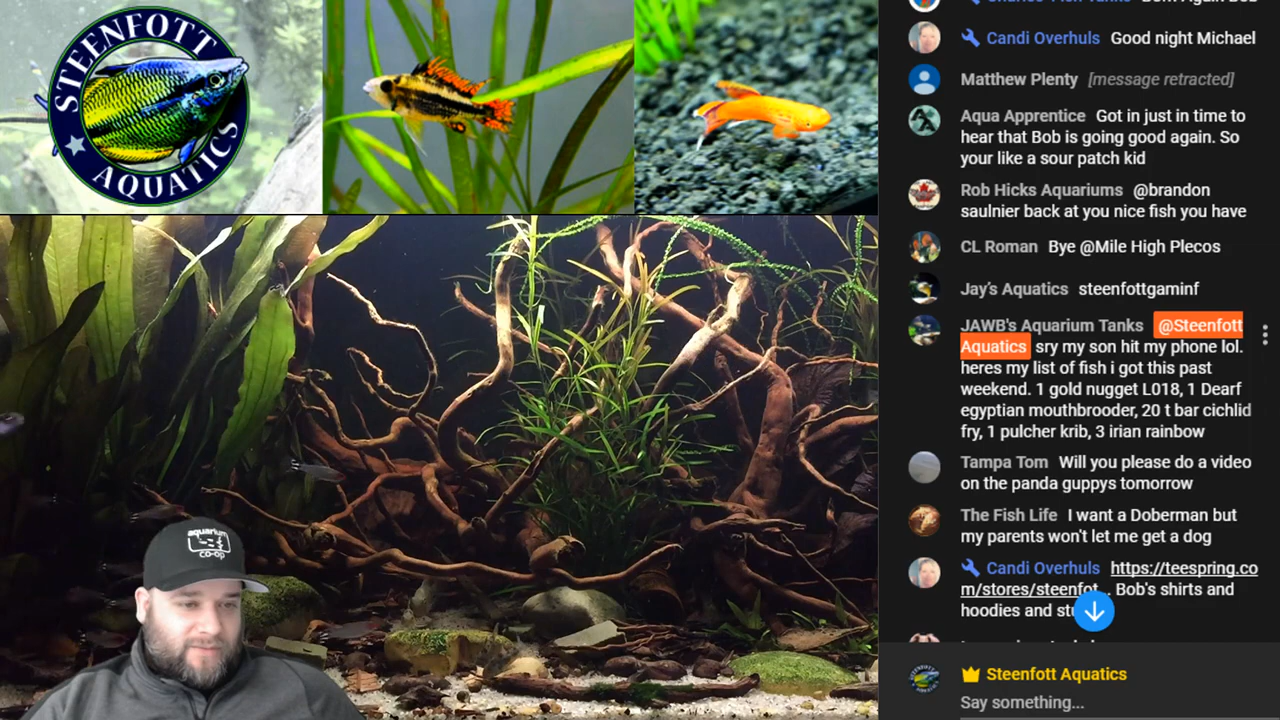 STEENFOTT
AQUATICS
aquarium
co-op
Candi Overhuls Good night Michael
Matthew Plenty [message retracted]
Aqua Apprentice Got in just in time to
hear that Bob is going good again. So
your like a sour patch kid
Rob Hicks Aquariums @brandon
saulnier back at you nice fish you have
CL Roman Bye @Mile High Plecos
Jay's Aquatics steenfottgaminf
JAWB's Aquarium Tanks @Steenfott
Aquatics sry my son hit my phone lol.
heres my list of fish i got this past
weekend. 1 gold nugget L018, 1 Dearf
egyptian mouthbrooder, 20 t bar cichlid
fry, 1 pulcher krib, 3 irian rainbow
Tampa Tom Will you please do a video
on the panda guppys tomorrow
The Fish Life I want a Doberman but
my parents won't let me get a dog
Candi Overhuls https://teespring.co
m/stores/steenfot... Bob's shirts and
hoodies and stu
Steenfott Aquatics
Say something...